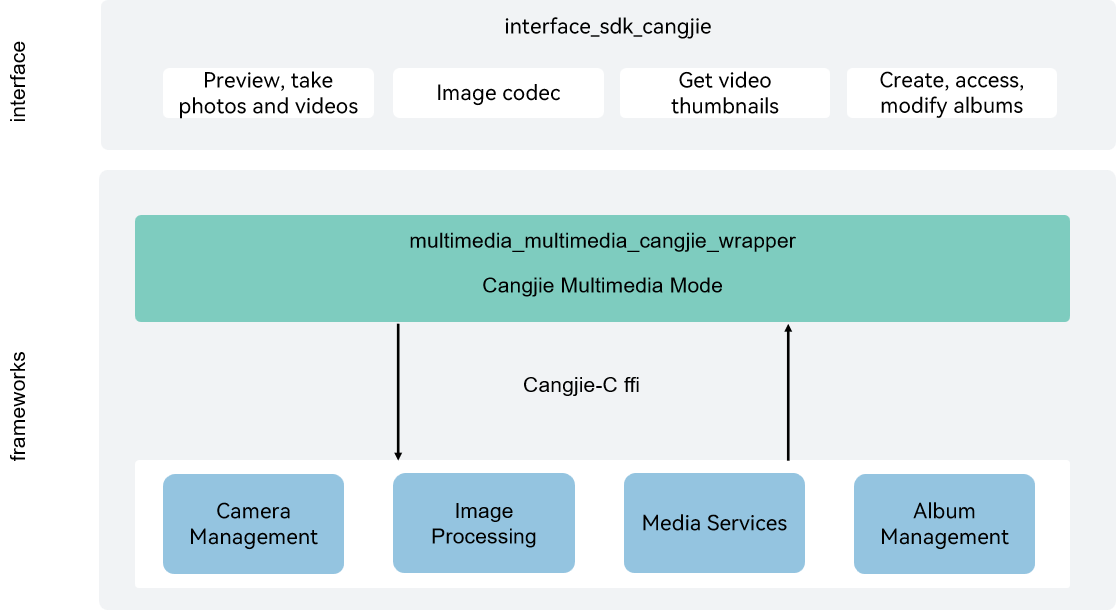 interface
interface_sdk_cangjie
Preview, take
photos and videos
Image codec
Get video
thumbnails
Create, access,
modify albums
frameworks
multimedia_multimedia_cangjie_wrapper
Cangjie Multimedia Mode
Cangjie-C ffi
Camera
Management
Image
Processing
Media Services
Album
Management